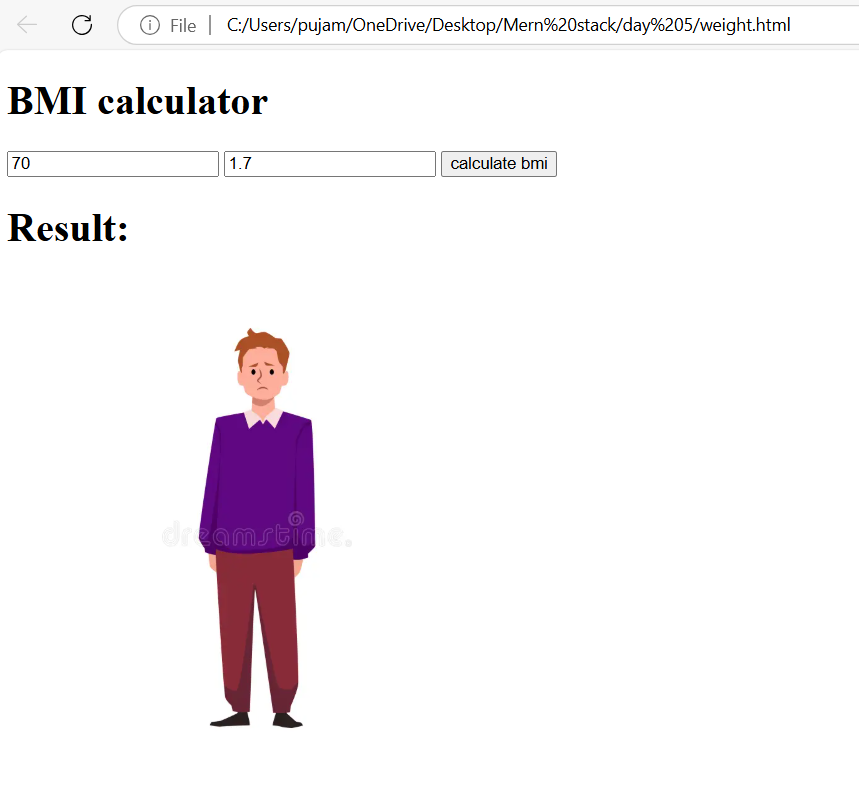 File | C:/Users/pujam/OneDrive/Desktop/Mern%20stack/day%205/weight.html
BMI calculator
70 1.7 calculate bmi
Result:
dreamstime.